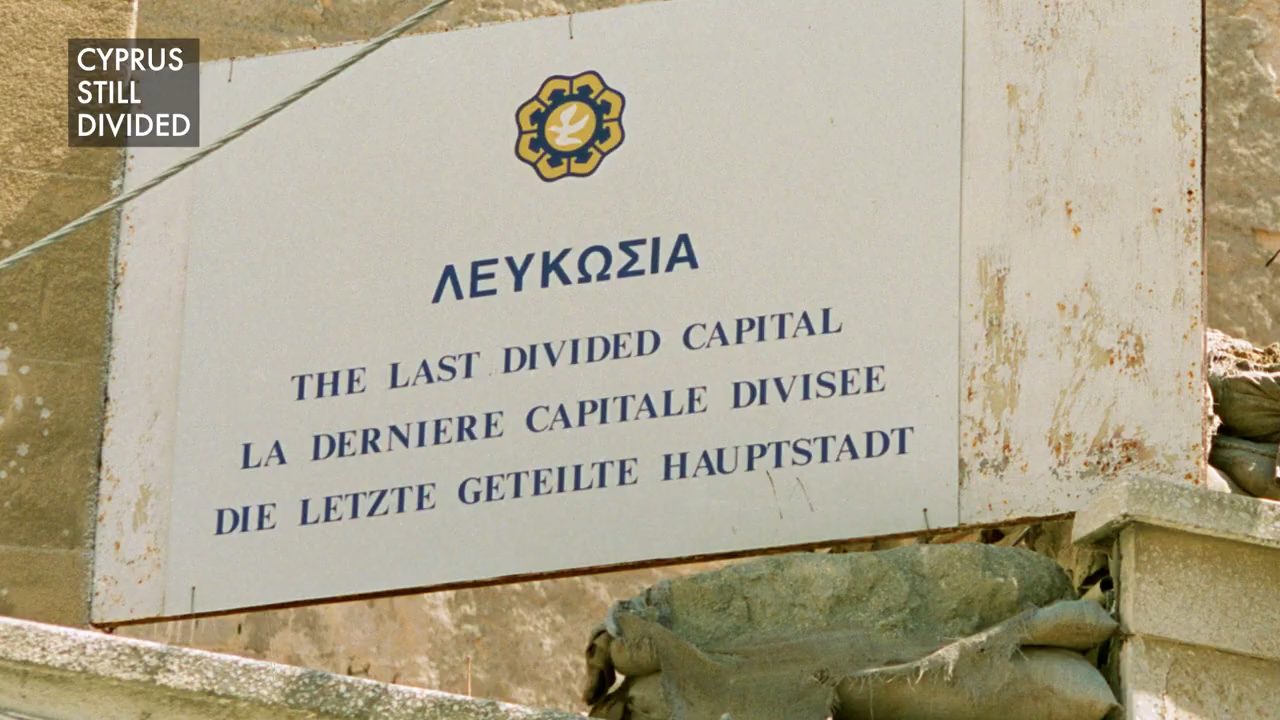 CYPRUS
STILL
DIVIDED
ΛΕΥΚΩΣΙΑ
THE LAST DIVIDED CAPITAL
LA DERNIERE CAPITALE DIVISEE
DIE LETZTE GETEILTE HAUPTSTADT